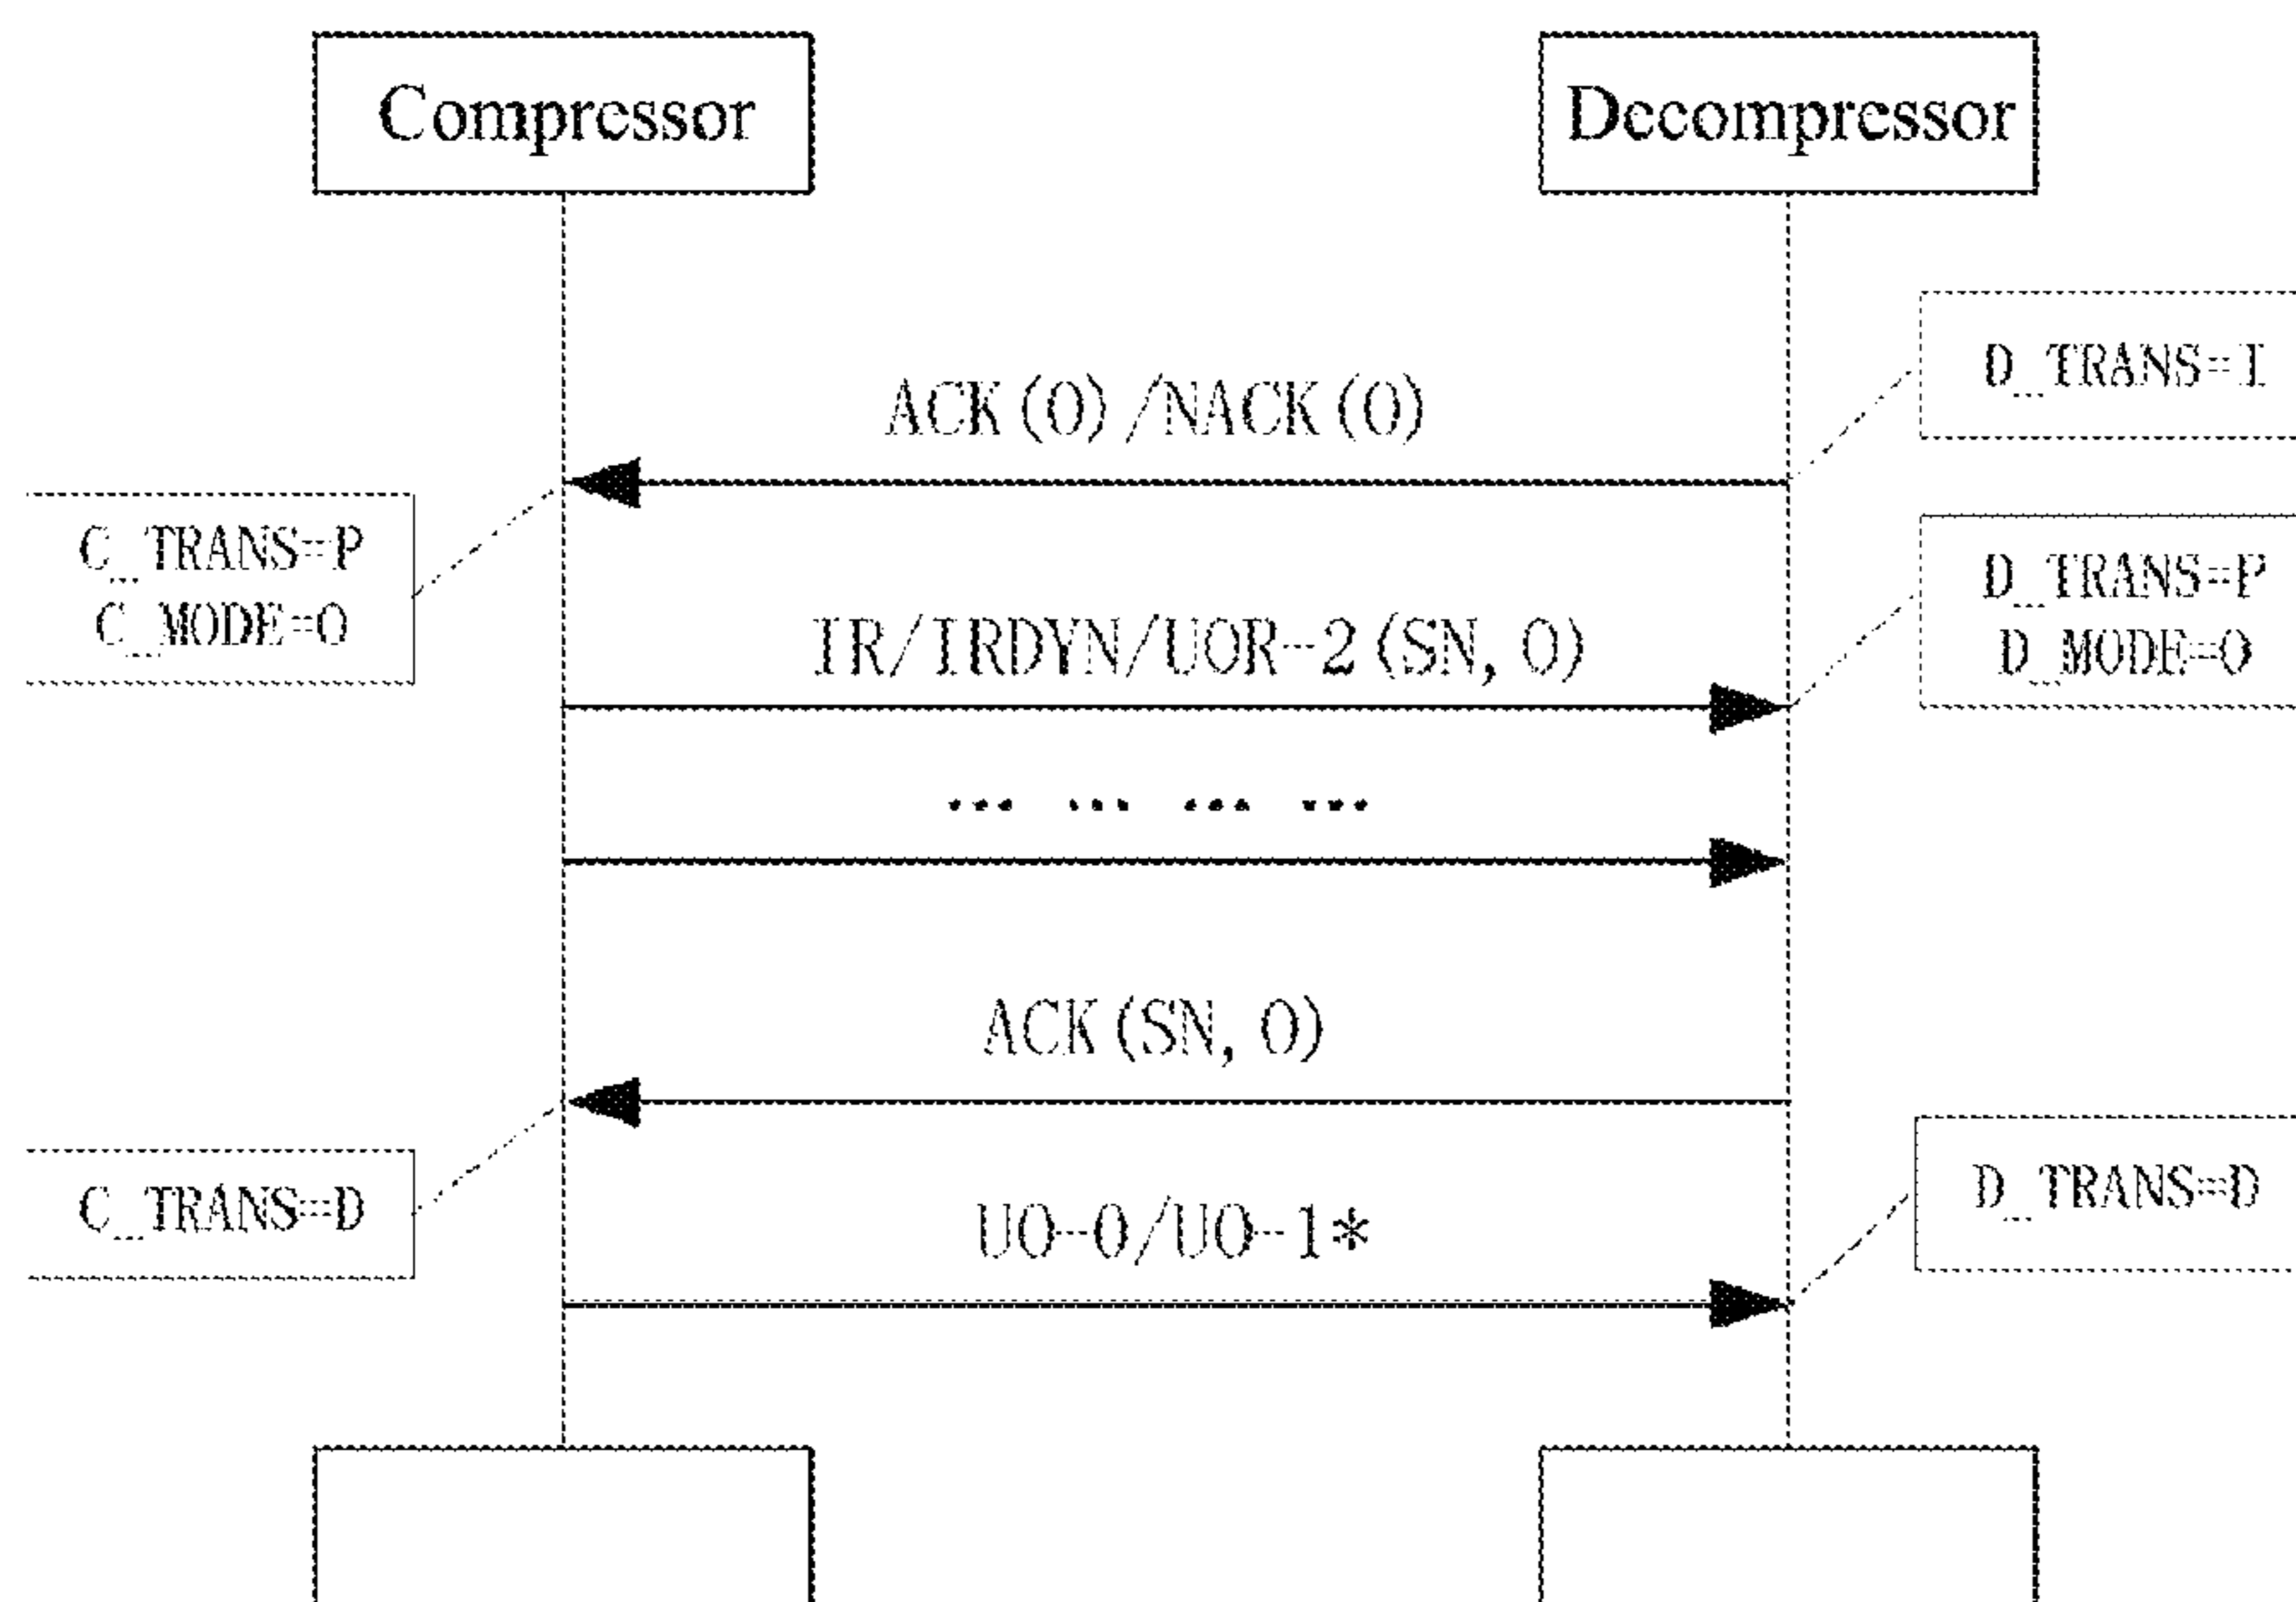 Compressor
Decompressor
D_TRANS=I
ACK(O)/NACK(O)
C_TRANS=P
C_MODE=O
D_TRANS=P
D_MODE=O
IR/IRDYN/UOR-2(SN, O)
... ... ... ...
ACK(SN, O)
C_TRANS=D
D_TRANS=D
UO-0/UO-1*